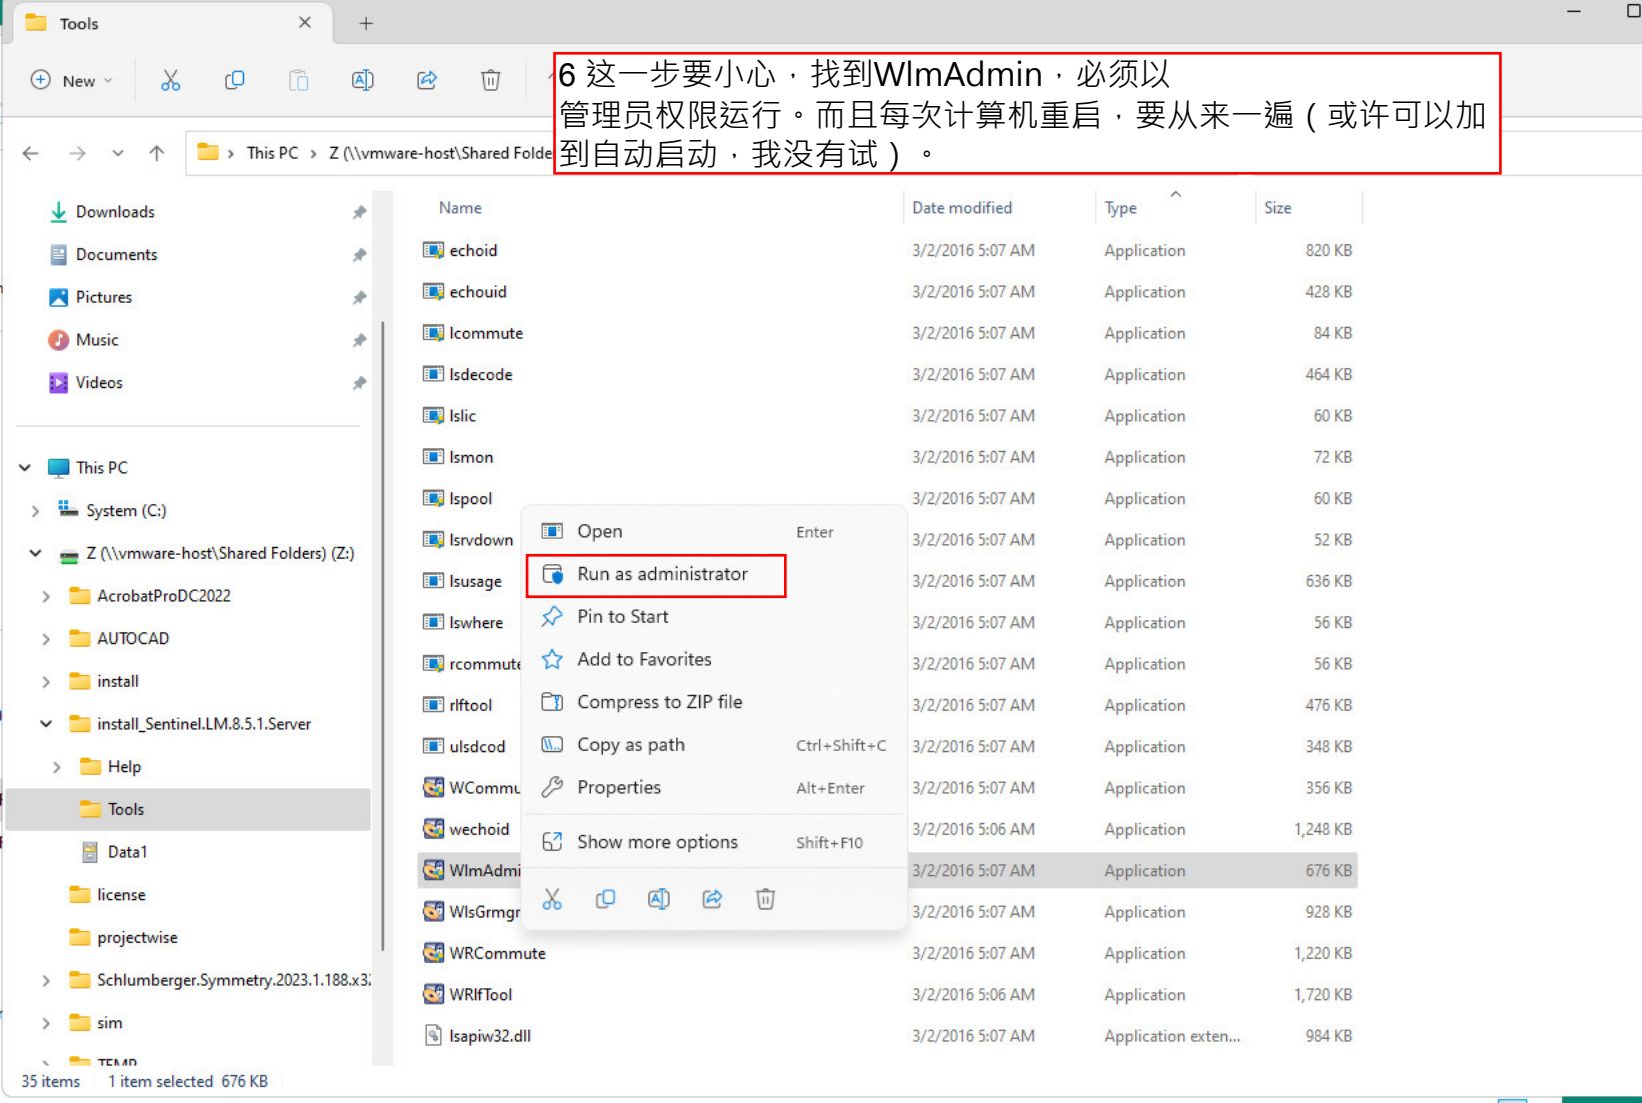 Tools
New
6 这一步要小心，找到WlmAdmin，必须以
管理员权限运行。而且每次计算机重启，要从来一遍（或许可以加
到自动启动，我没有试）。
This PC
Z (\\vmware-host\Shared Folde
Downloads
Documents
Pictures
Music
Videos
This PC
System (C:)
Z (\\vmware-host\Shared Folders) (Z:)
AcrobatProDC2022
AUTOCAD
install
install_Sentinel.LM.8.5.1.Server
Help
Tools
Data1
license
projectwise
Schlumberger.Symmetry.2023.1.188.x32
sim
TEMP
Name Date modified Type Size
echoid 3/2/2016 5:07 AM Application 820 KB
echouid 3/2/2016 5:07 AM Application 428 KB
lcommute 3/2/2016 5:07 AM Application 84 KB
lsdecode 3/2/2016 5:07 AM Application 464 KB
lslic 3/2/2016 5:07 AM Application 60 KB
lsmon 3/2/2016 5:07 AM Application 72 KB
lspool 3/2/2016 5:07 AM Application 60 KB
lsrvdown 3/2/2016 5:07 AM Application 52 KB
lsusage 3/2/2016 5:07 AM Application 636 KB
lswhere 3/2/2016 5:07 AM Application 56 KB
rcommute 3/2/2016 5:07 AM Application 56 KB
rlftool 3/2/2016 5:07 AM Application 476 KB
ulsdcod 3/2/2016 5:07 AM Application 348 KB
WCommu 3/2/2016 5:07 AM Application 356 KB
wechoid 3/2/2016 5:06 AM Application 1,248 KB
WlmAdmi 3/2/2016 5:07 AM Application 676 KB
WlsGrmgr 3/2/2016 5:07 AM Application 928 KB
WRCommute 3/2/2016 5:07 AM Application 1,220 KB
WRlfTool 3/2/2016 5:06 AM Application 1,720 KB
lsapiw32.dll 3/2/2016 5:07 AM Application exten... 984 KB
Open Enter
Run as administrator
Pin to Start
Add to Favorites
Compress to ZIP file
Copy as path Ctrl+Shift+C
Properties Alt+Enter
Show more options Shift+F10
35 items 1 item selected 676 KB